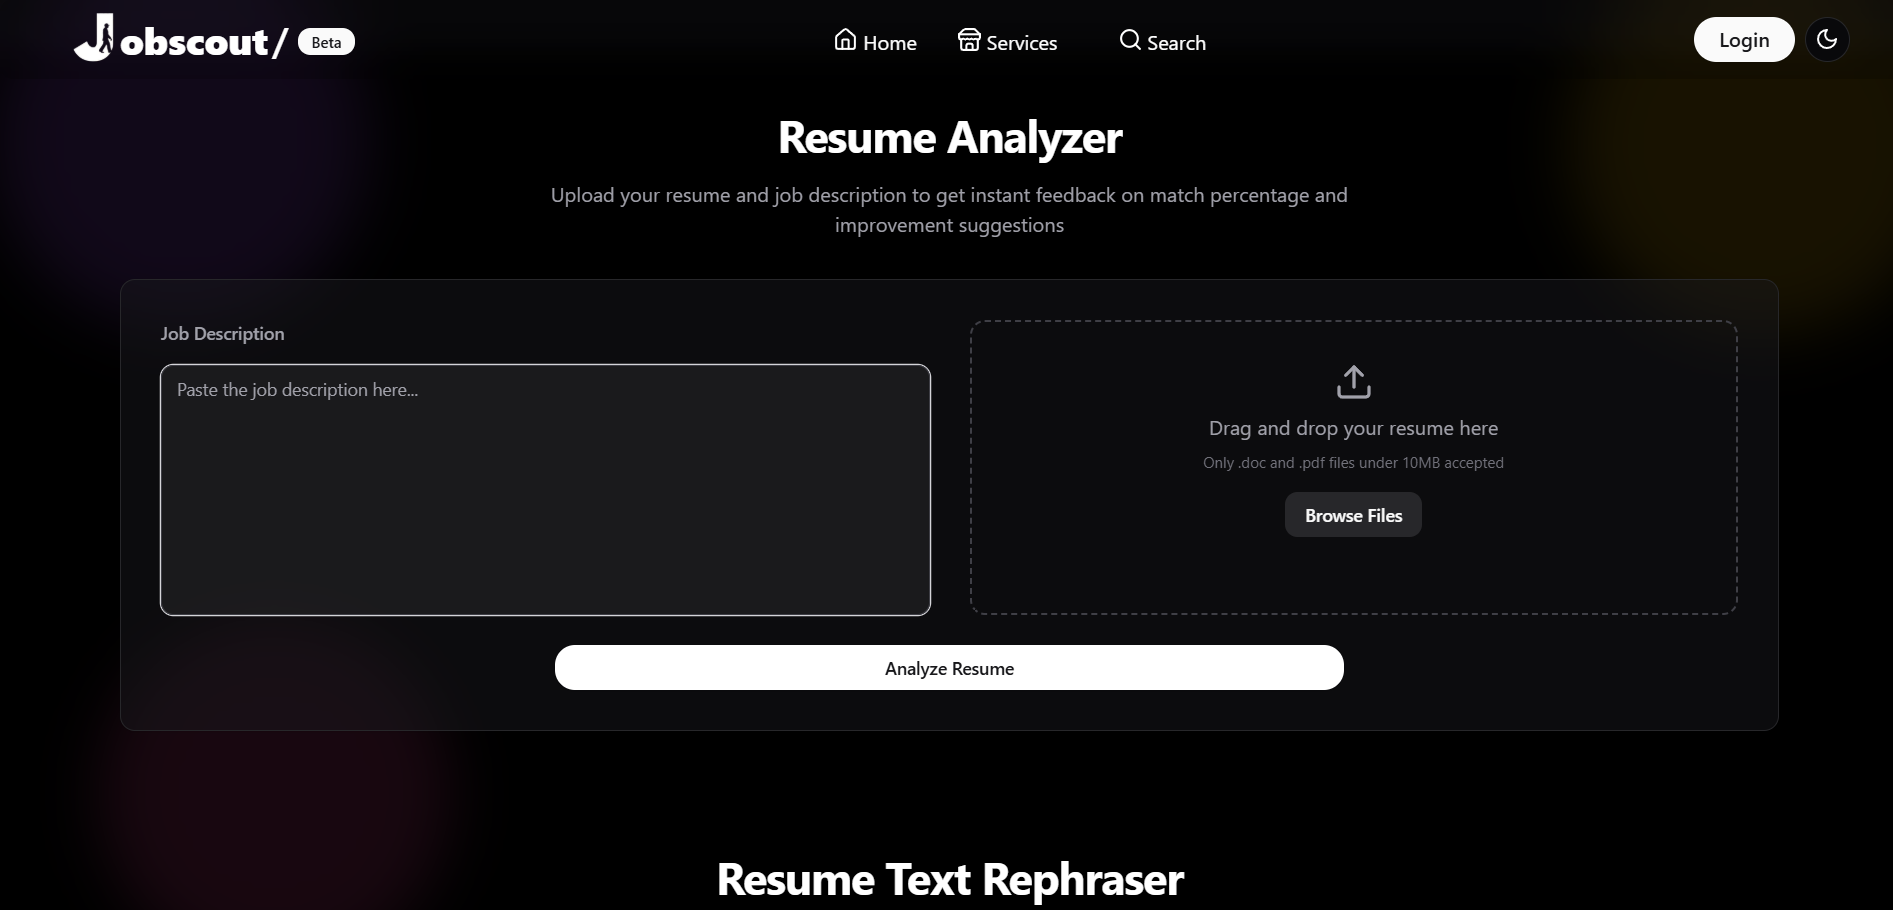 Jobscout/ Beta
Home Services Search
Login
Resume Analyzer
Upload your resume and job description to get instant feedback on match percentage and
improvement suggestions
Job Description
Paste the job description here...
Drag and drop your resume here
Only .doc and .pdf files under 10MB accepted
Browse Files
Analyze Resume
Resume Text Rephraser